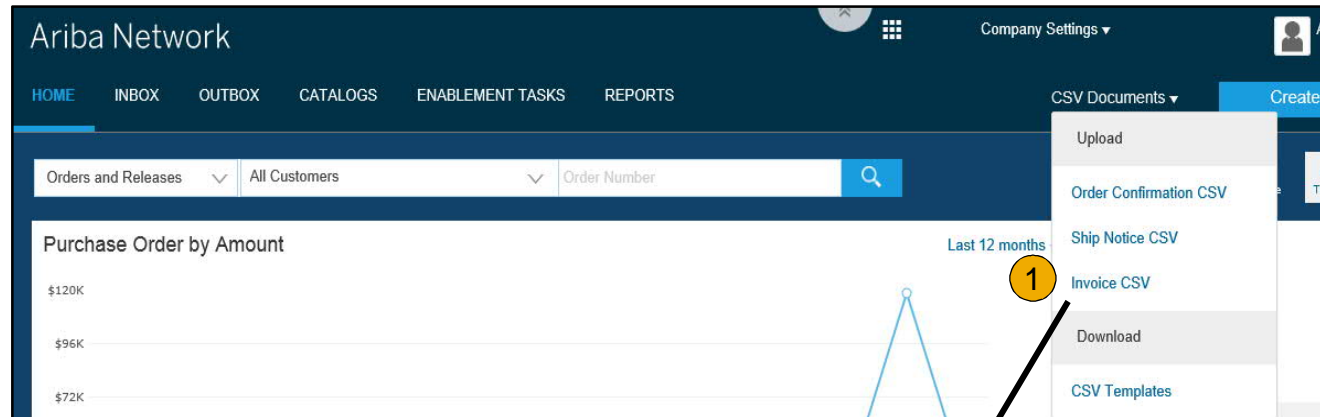 Ariba Network
Company Settings ▾
HOME INBOX OUTBOX CATALOGS ENABLEMENT TASKS REPORTS
CSV Documents ▾
Create
Upload
Orders and Releases
All Customers
Order Number
Order Confirmation CSV
Purchase Order by Amount
Last 12 months
Ship Notice CSV
1
Invoice CSV
$120K
Download
$96K
CSV Templates
$72K